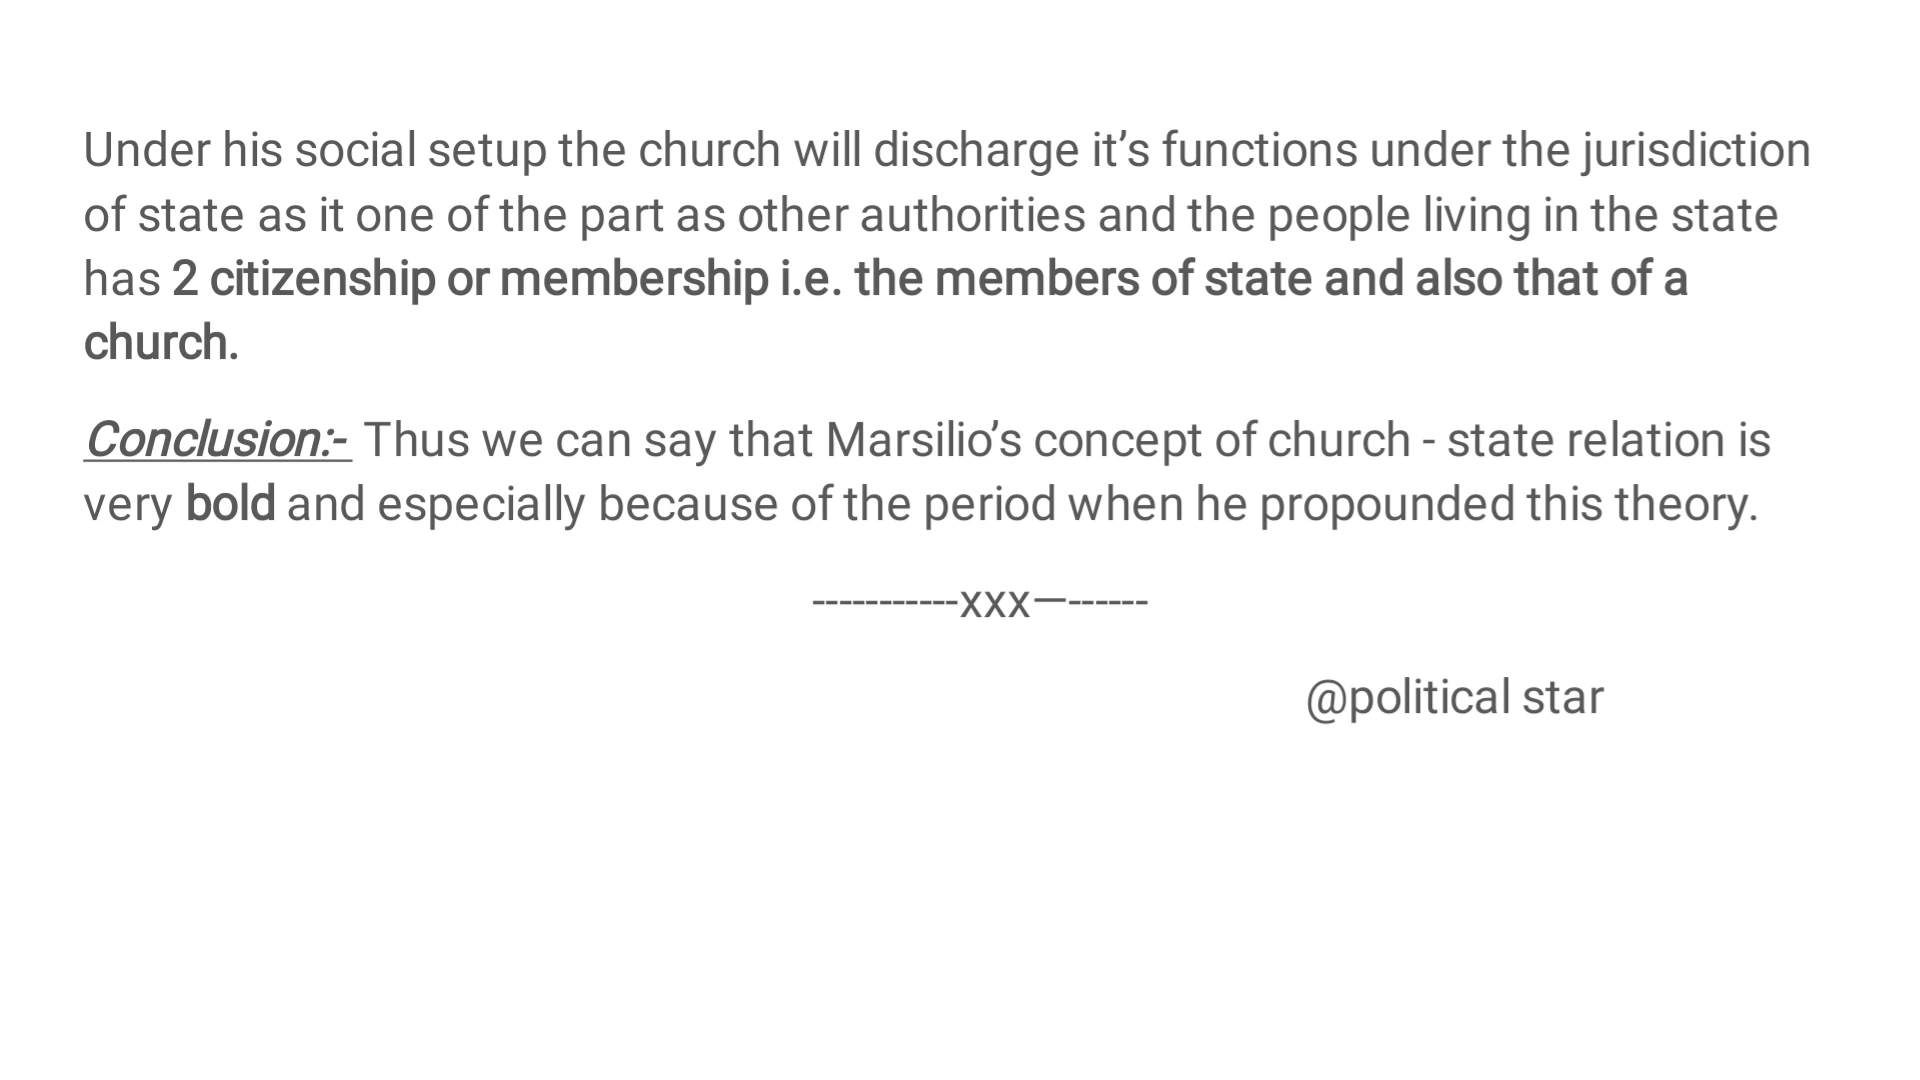 Under his social setup the church will discharge it’s functions under the jurisdiction
of state as it one of the part as other authorities and the people living in the state
has 2 citizenship or membership i.e. the members of state and also that of a
church.
Conclusion:- Thus we can say that Marsilio’s concept of church - state relation is
very bold and especially because of the period when he propounded this theory.
-----------xxx—------
@political star